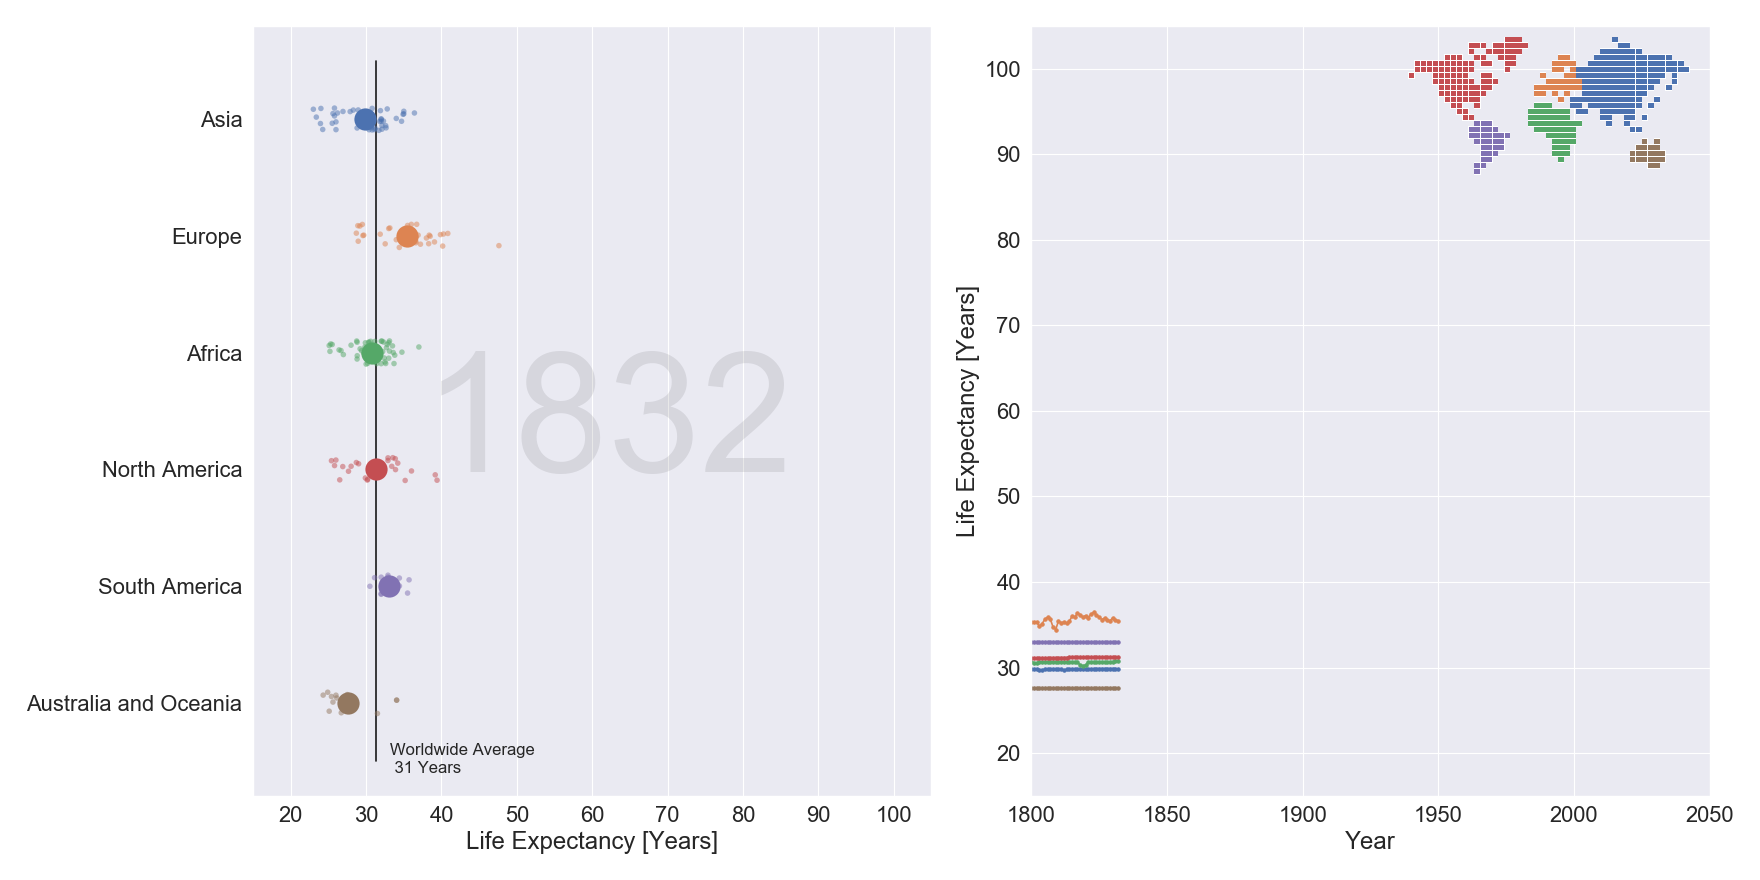 Asia
Europe
Africa
North America
South America
Australia and Oceania
1832
Worldwide Average
31 Years
20 30 40 50 60 70 80 90 100
Life Expectancy [Years]
100
90
80
70
60
50
40
30
20
Life Expectancy [Years]
1800 1850 1900 1950 2000 2050
Year